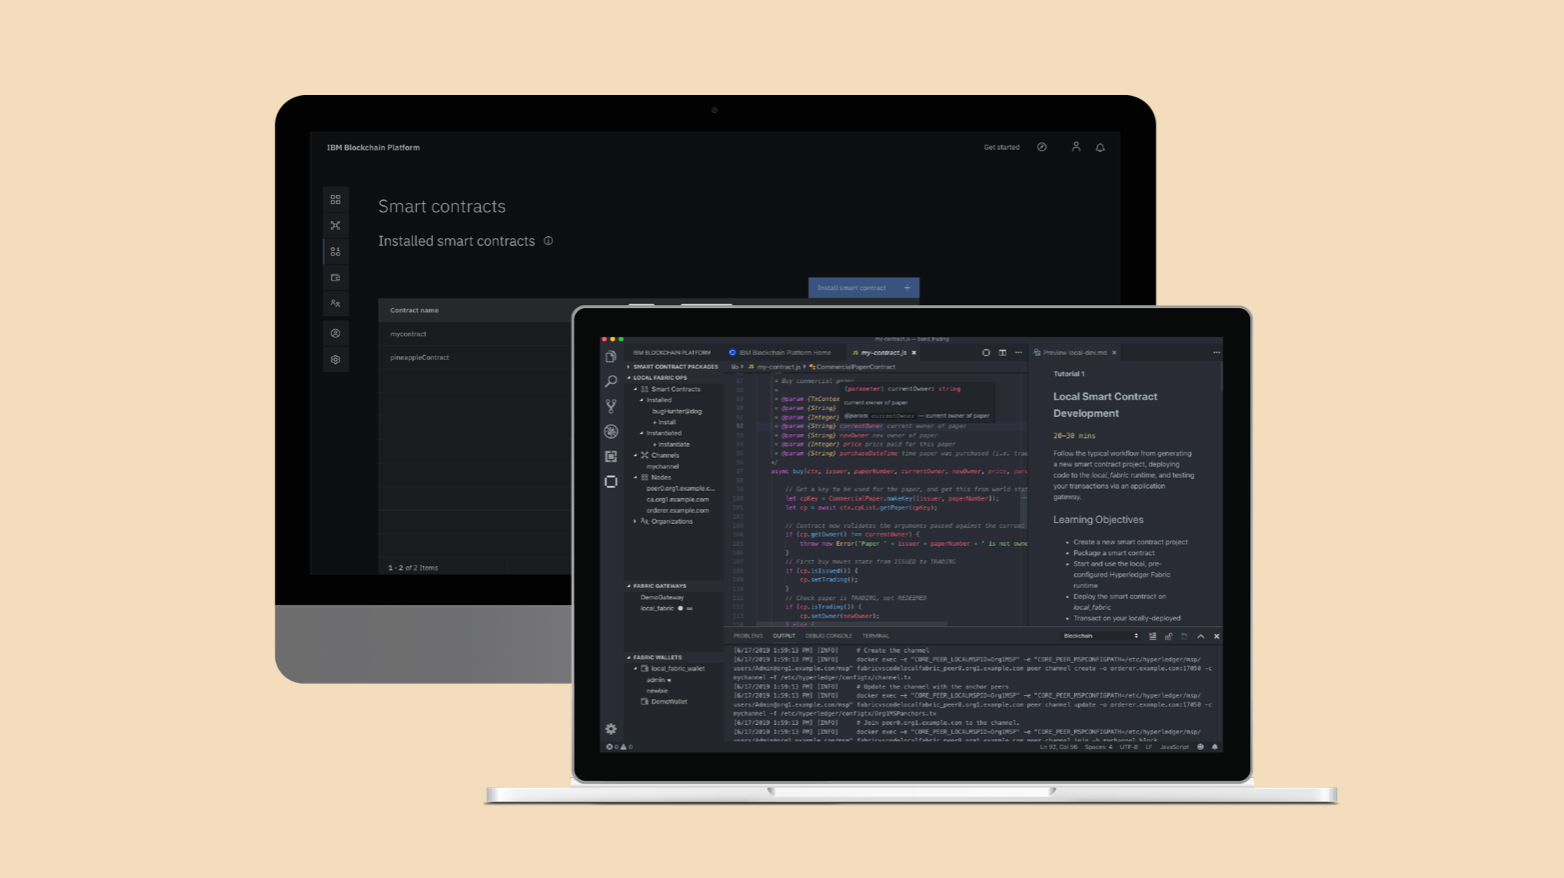 IBM Blockchain Platform
Get started
Smart contracts
Installed smart contracts
Install smart contract +
Contract name
mycontract
pineappleContract
1 - 2 of 2 Items
IBM BLOCKCHAIN PLATFORM
SMART CONTRACT PACKAGES
LOCAL FABRIC OPS
Smart Contracts
Installed
bugHunter@dog
+ Install
Instantiated
+ Instantiate
Channels
mychannel
Nodes
peer0.org1.example.c...
ca.org1.example.com
orderer.example.com
Organizations
FABRIC GATEWAYS
DemoGateway
local_fabric
FABRIC WALLETS
local_fabric_wallet
admin
newbie
DemoWallet
IBM Blockchain Platform Home
JS my-contract.js
lib JS my-contract.js CommercialPaperContract
* Buy commercial paper
(parameter) currentOwner: string
current owner of paper
@param currentOwner — current owner of paper
* @param {TxContex
* @param {String}
* @param {Integer}
* @param {String} currentOwner current owner of paper
* @param {String} newOwner new owner of paper
* @param {Integer} price price paid for this paper
* @param {String} purchaseDateTime time paper was purchased (i.e. tra
*/
async buy(ctx, issuer, paperNumber, currentOwner, newOwner, price, pur
// Get a key to be used for the paper, and get this from world sta
let cpKey = CommercialPaper.makeKey([issuer, paperNumber]);
let cp = await ctx.cpList.getPaper(cpKey);
// Contract now validates the arguments passed against the current
if (cp.getOwner() !== currentOwner) {
throw new Error("Paper " + issuer + paperNumber + " is not owne
}
// First buy moves state from ISSUED to TRADING
if (cp.isIssued()) {
cp.setTrading();
}
// Check paper is TRADING, not REDEEMED
if (cp.isTrading()) {
cp.setOwner(newOwner);
} else {
Preview local-dev.md
Tutorial 1
Local Smart Contract
Development
20-30 mins
Follow the typical workflow from generating
a new smart contract project, deploying
code to the local_fabric runtime, and testing
your transactions via an application
gateway.
Learning Objectives
• Create a new smart contract project
• Package a smart contract
• Start and use the local, pre-
configured Hyperledger Fabric
runtime
• Deploy the smart contract on
local_fabric
• Transact on your locally-deployed
PROBLEMS OUTPUT DEBUG CONSOLE TERMINAL
Blockchain
[6/17/2019 1:59:13 PM] [INFO] # Create the channel
[6/17/2019 1:59:13 PM] [INFO] docker exec -e "CORE_PEER_LOCALMSPID=Org1MSP" -e "CORE_PEER_MSPCONFIGPATH=/etc/hyperledger/msp/
users/Admin@org1.example.com/msp" fabricvscodelocalfabric_peer0.org1.example.com peer channel create -o orderer.example.com:17050 -c
mychannel -f /etc/hyperledger/configtx/channel.tx
[6/17/2019 1:59:13 PM] [INFO] # Update the channel with the anchor peers
[6/17/2019 1:59:13 PM] [INFO] docker exec -e "CORE_PEER_LOCALMSPID=Org1MSP" -e "CORE_PEER_MSPCONFIGPATH=/etc/hyperledger/msp/
users/Admin@org1.example.com/msp" fabricvscodelocalfabric_peer0.org1.example.com peer channel update -o orderer.example.com:17050 -c
mychannel -f /etc/hyperledger/configtx/Org1MSPanchors.tx
[6/17/2019 1:59:13 PM] [INFO] # Join peer0.org1.example.com to the channel.
[6/17/2019 1:59:13 PM] [INFO] docker exec -e "CORE_PEER_LOCALMSPID=Org1MSP" -e "CORE_PEER_MSPCONFIGPATH=/etc/hyperledger/msp/
0 0
Ln 92, Col 56 Spaces: 4 UTF-8 LF JavaScript